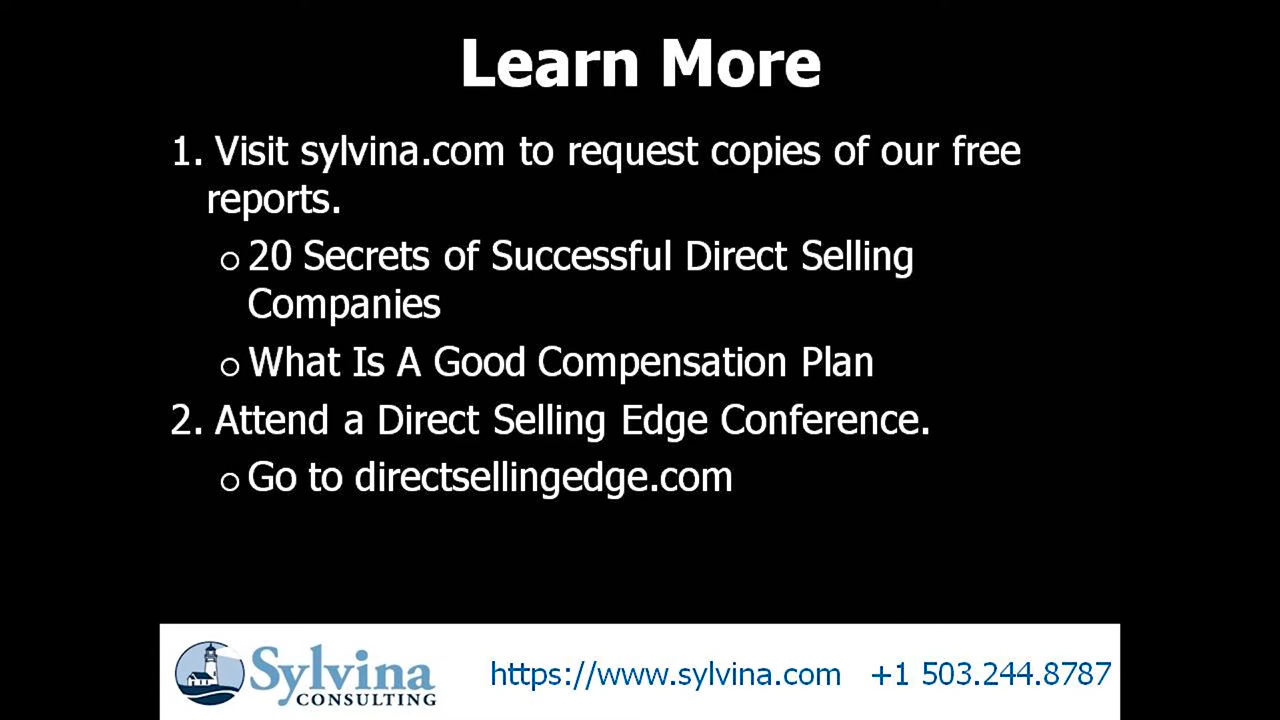 Learn More
1. Visit sylvina.com to request copies of our free
reports.
○ 20 Secrets of Successful Direct Selling
Companies
○ What Is A Good Compensation Plan
2. Attend a Direct Selling Edge Conference.
○ Go to directsellingedge.com
Sylvina
CONSULTING
https://www.sylvina.com +1 503.244.8787